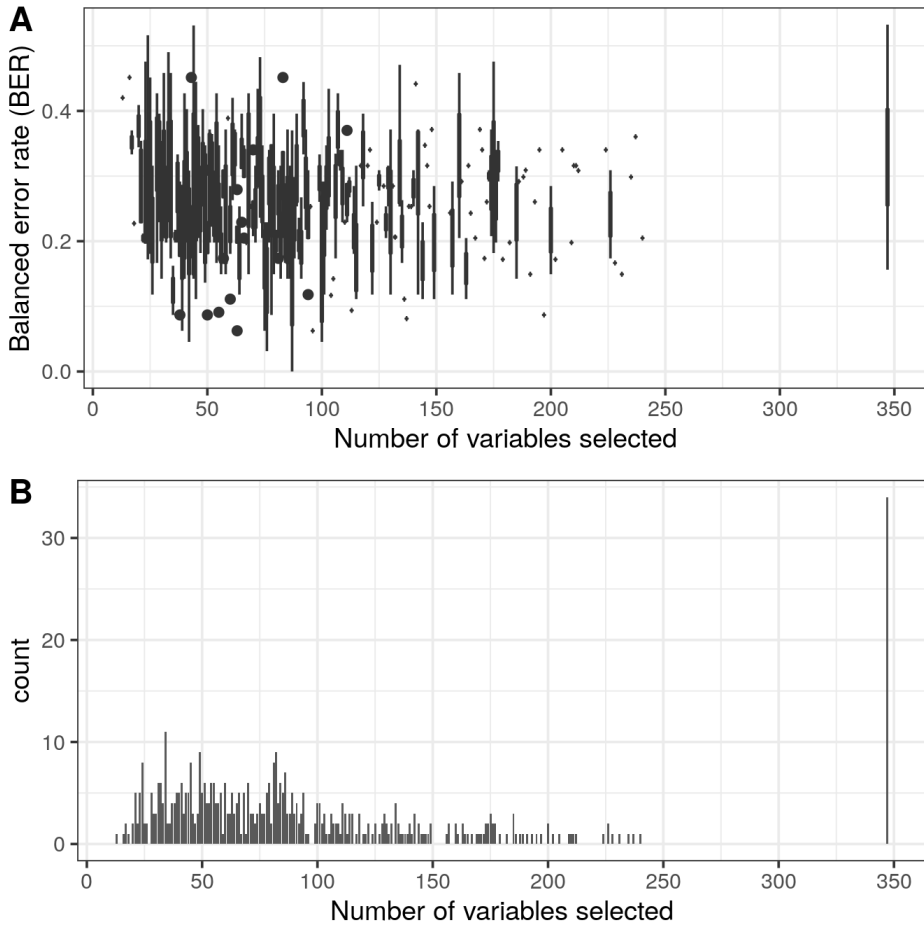 A
Balanced error rate (BER)
0.4
0.2
0.0
0 50 100 150 200 250 300 350
Number of variables selected
B
count
30
20
10
0
0 50 100 150 200 250 300 350
Number of variables selected